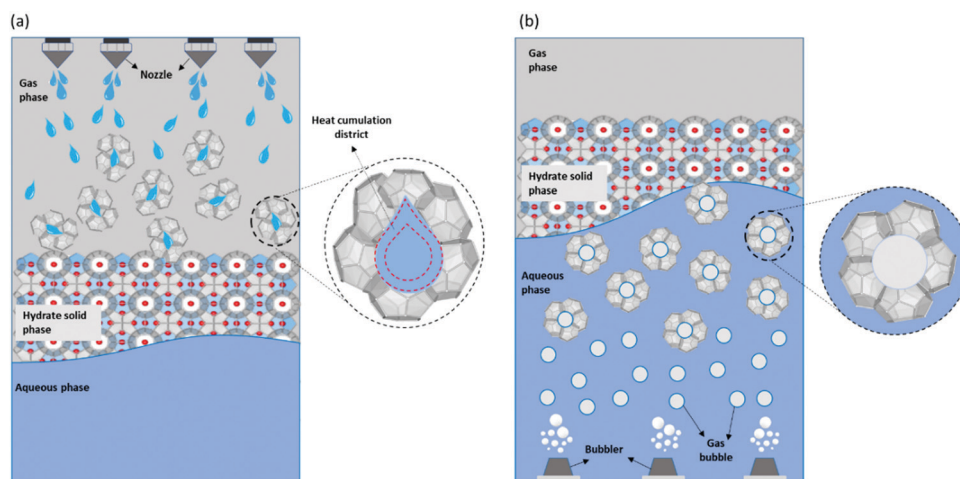 (a)
Gas
phase
Nozzle
Heat cumulation
district
Hydrate solid
phase
Aqueous phase
(b)
Gas
phase
Hydrate solid
phase
Aqueous
phase
Bubbler
Gas
bubble